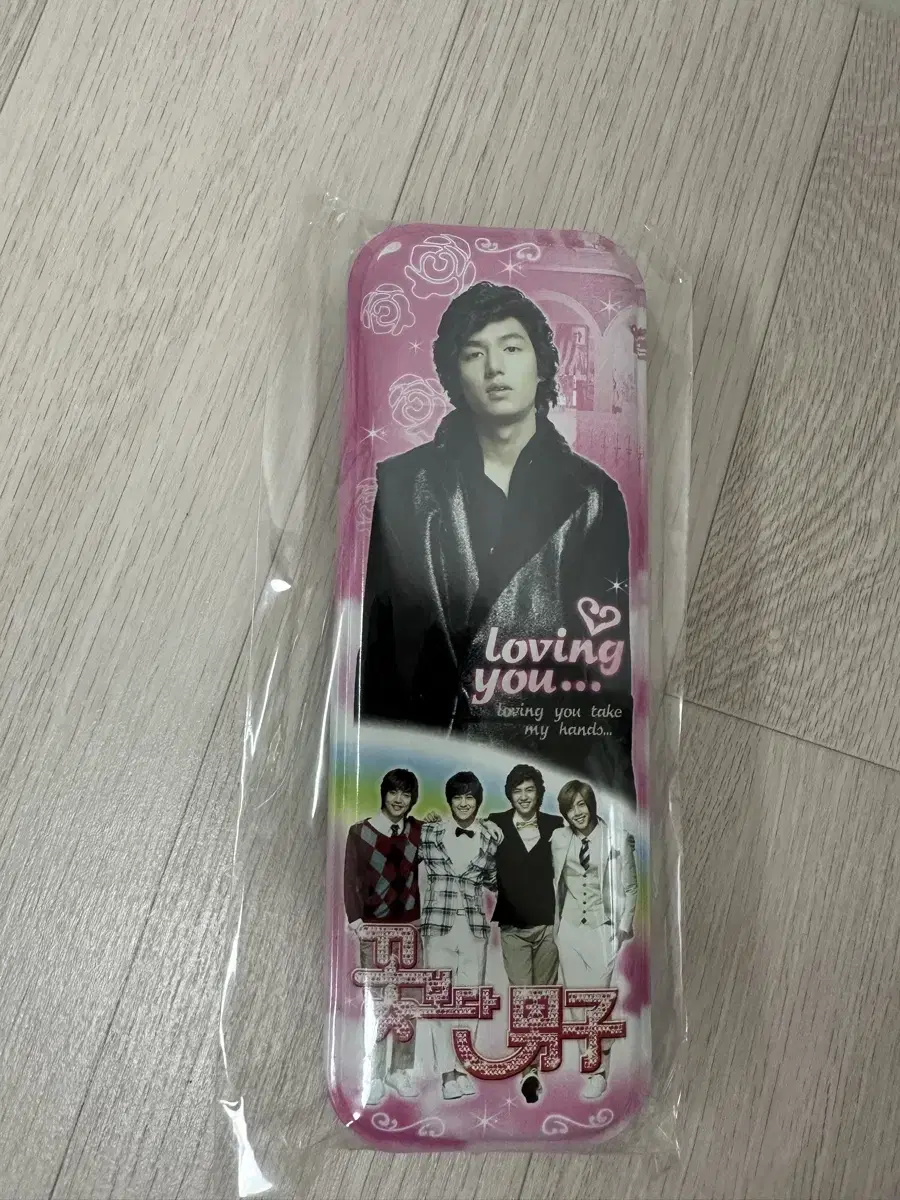 loving
you...
loving you take
my hands...
꽃보다 男子